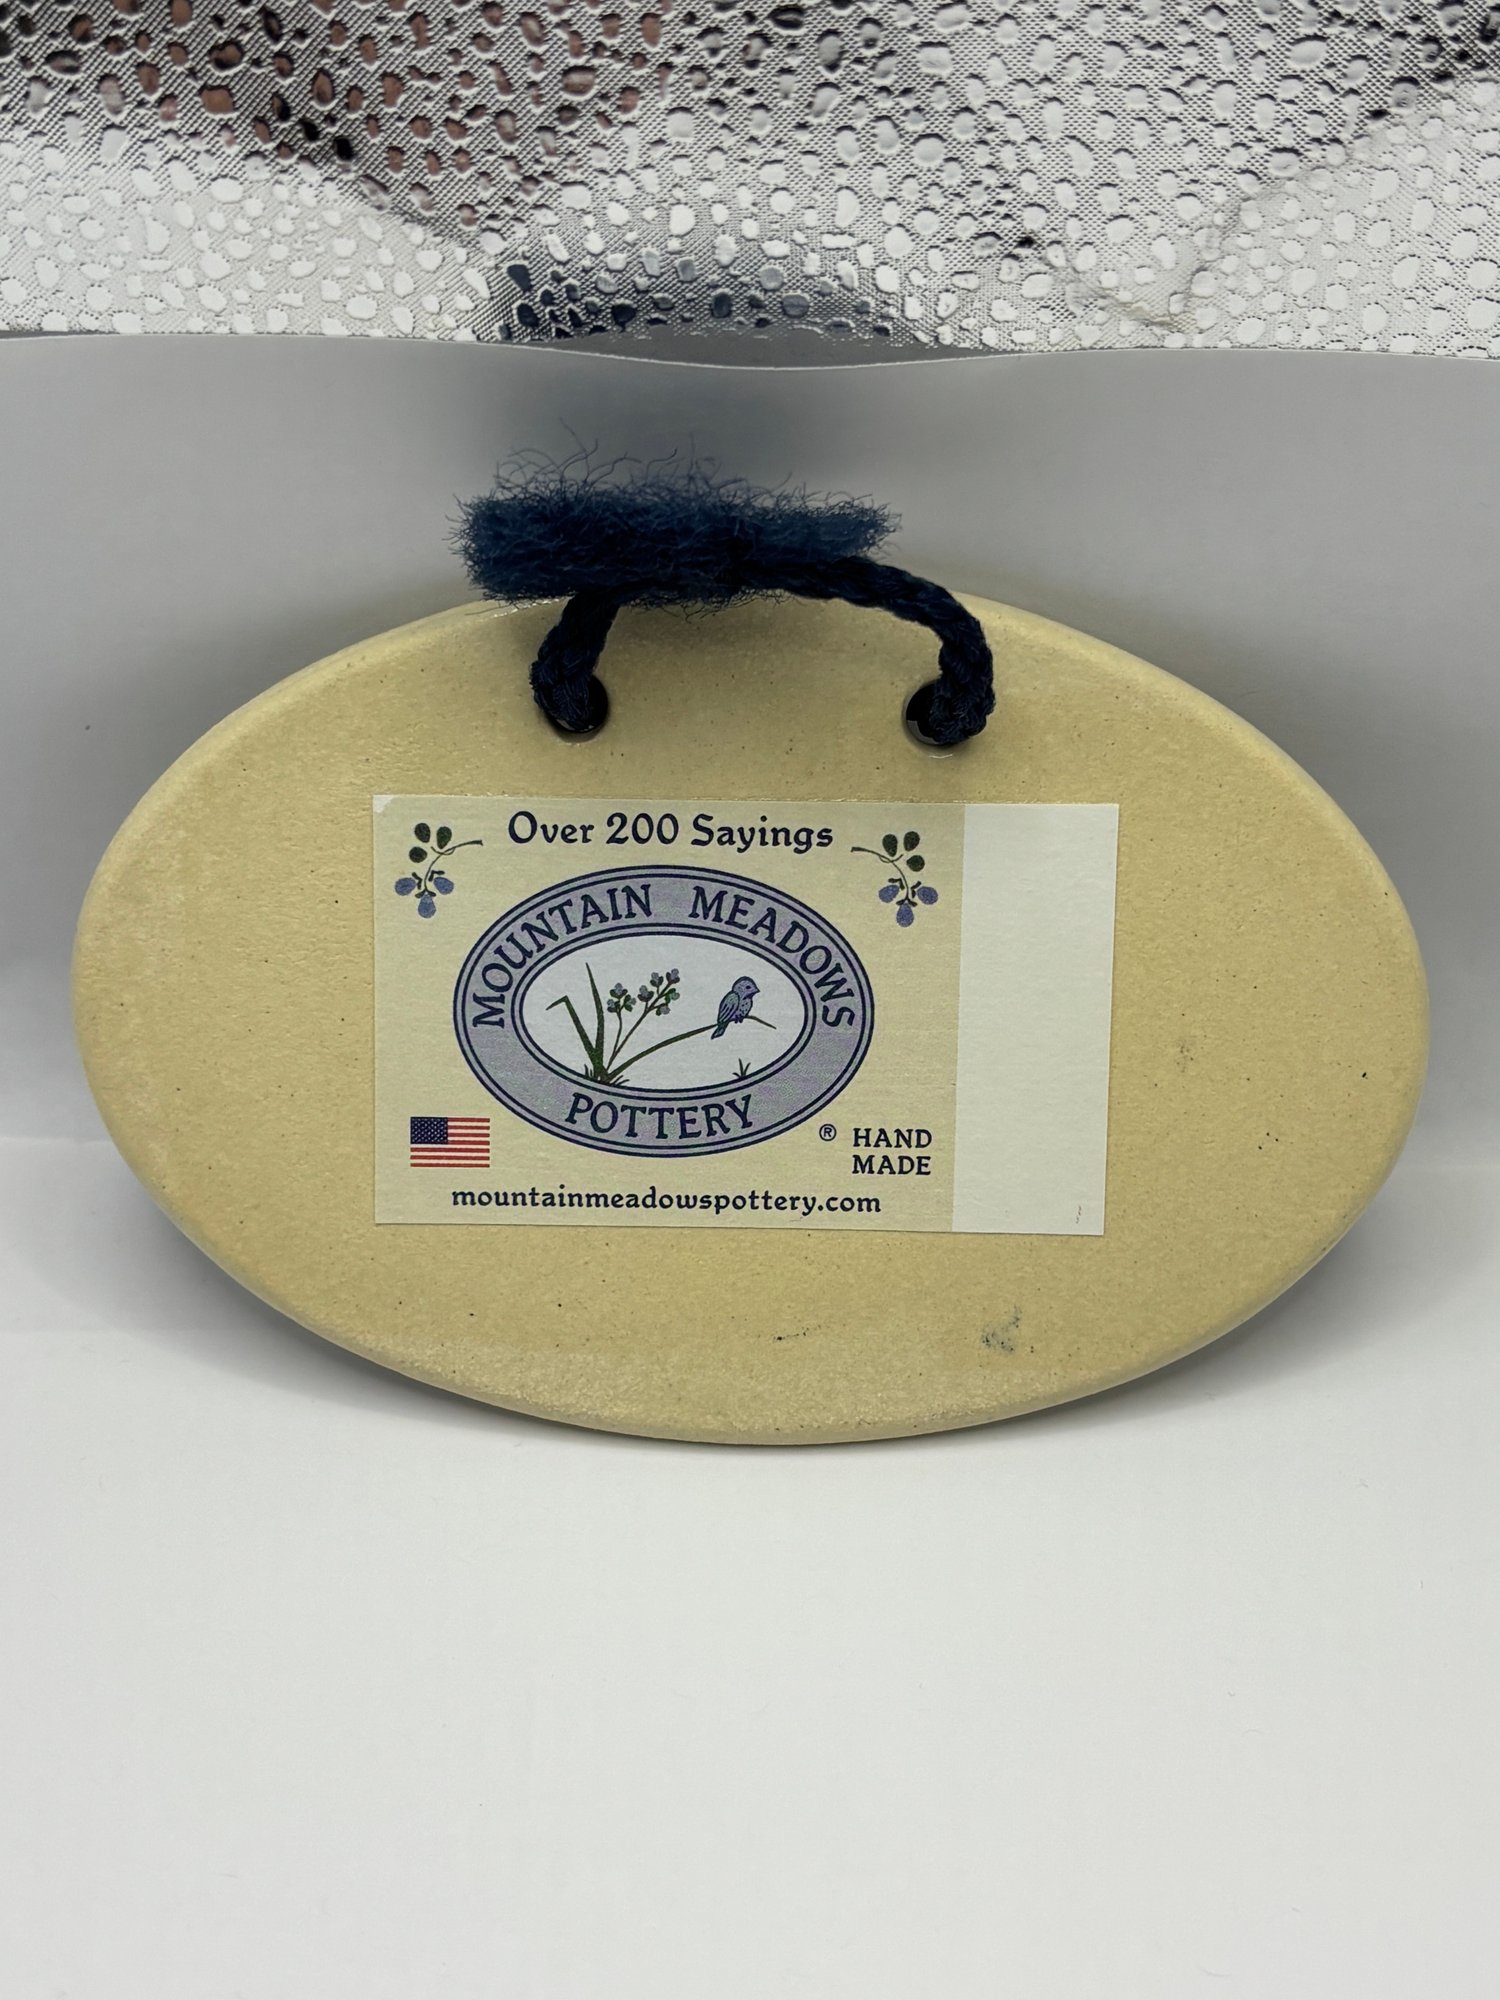 Over 200 Sayings
MOUNTAIN MEADOWS
POTTERY
® HAND
MADE
mountainmeadowspottery.com